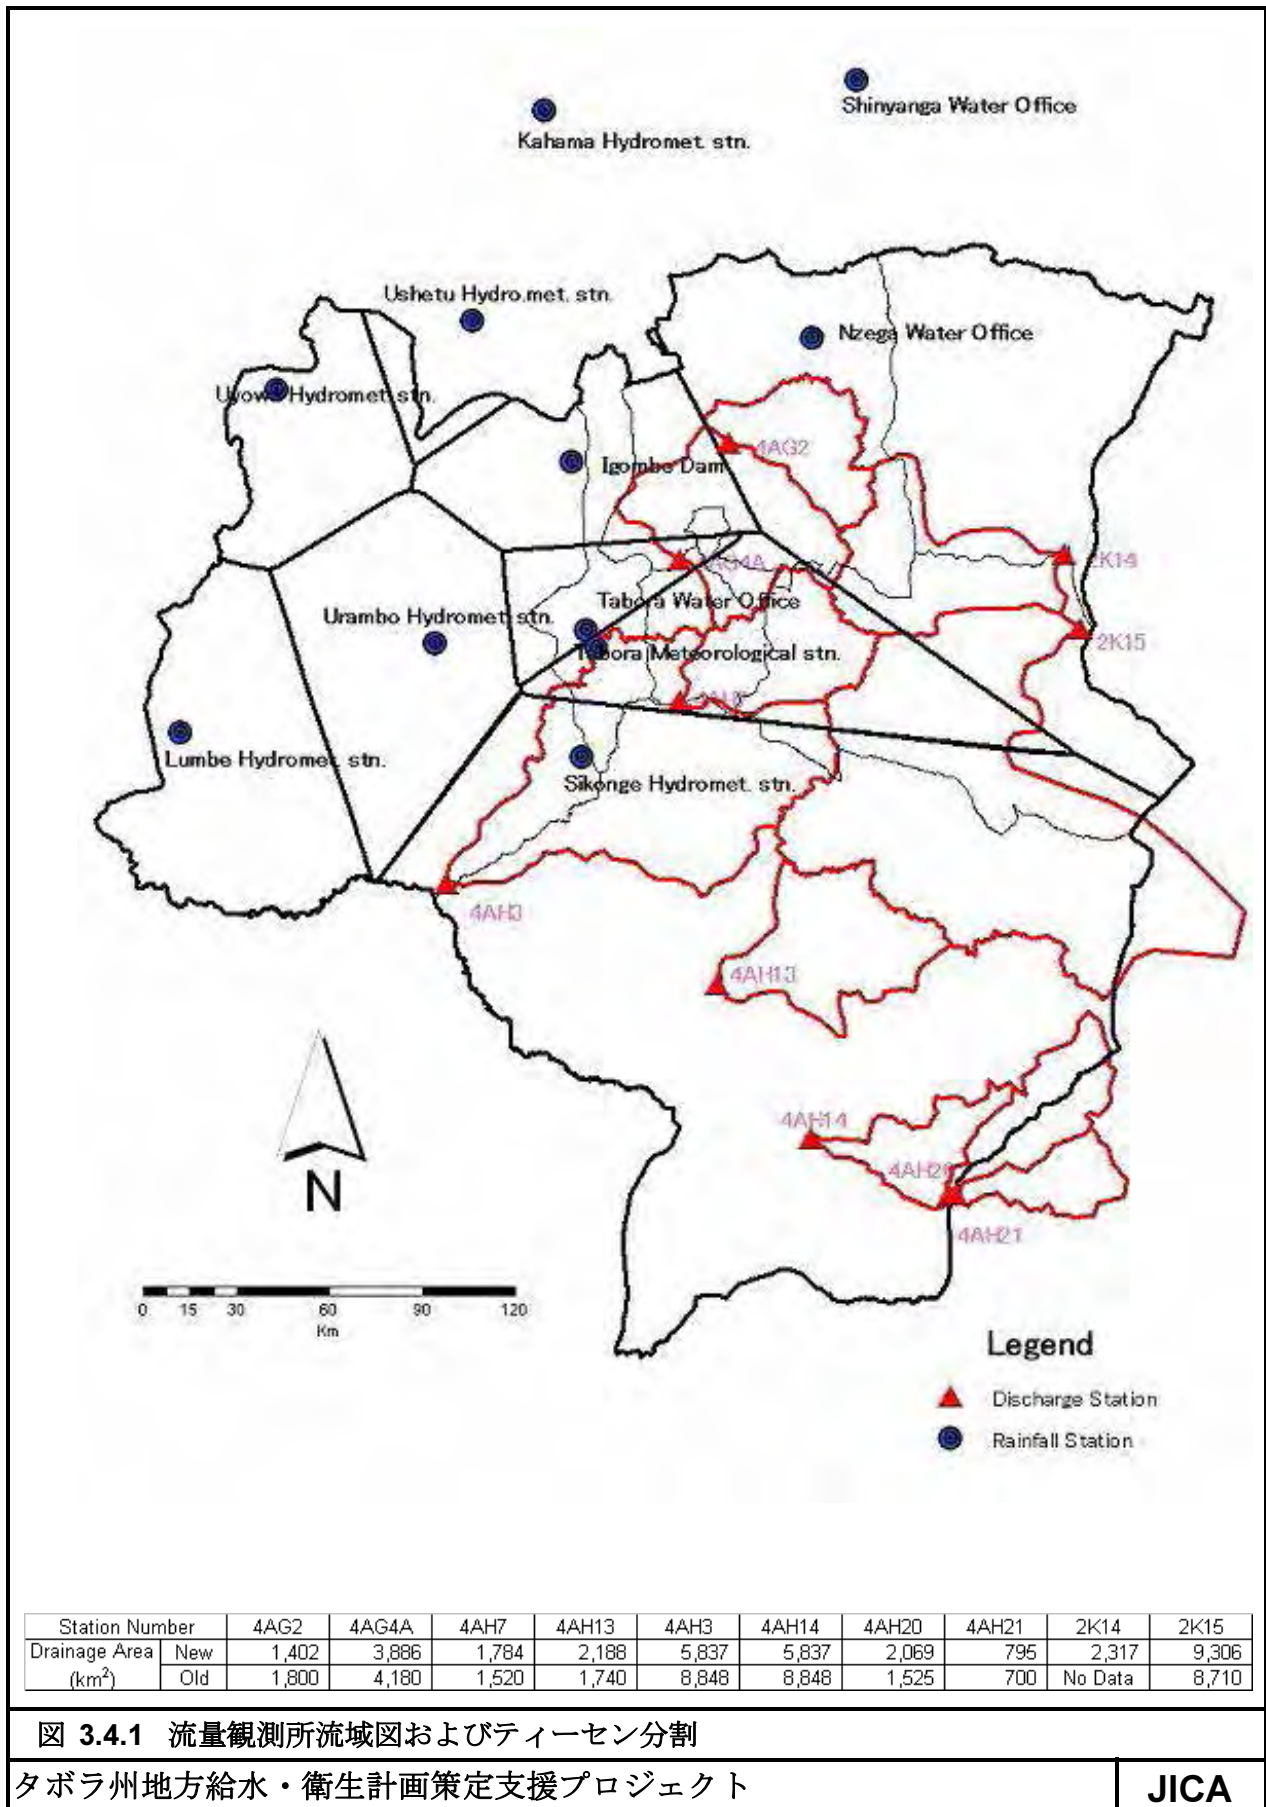 Shinyanga Water Office
Kahama Hydromet. stn.
Ushetu Hydro.met. stn.
Nzega Water Office
Uyowa Hydromet. stn.
4AG2
Igombe Dam
2K14
4AG4A
Tabora Water Office
Urambo Hydromet. stn.
2K15
Tabora Meteorological stn.
Lumbe Hydromet. stn.
Sikonge Hydromet. stn.
4AH3
4AH13
4AH14
4AH20
4AH21
N
0 15 30 60 90 120
Km
Legend
Discharge Station
Rainfall Station
Station Number 4AG2 4AG4A 4AH7 4AH13 4AH3 4AH14 4AH20 4AH21 2K14 2K15
Drainage Area New 1,402 3,886 1,784 2,188 5,837 5,837 2,069 795 2,317 9,306
(km²) Old 1,800 4,180 1,520 1,740 8,848 8,848 1,525 700 No Data 8,710
図 3.4.1 流量観測所流域図およびティーセン分割
タボラ州地方給水・衛生計画策定支援プロジェクト JICA